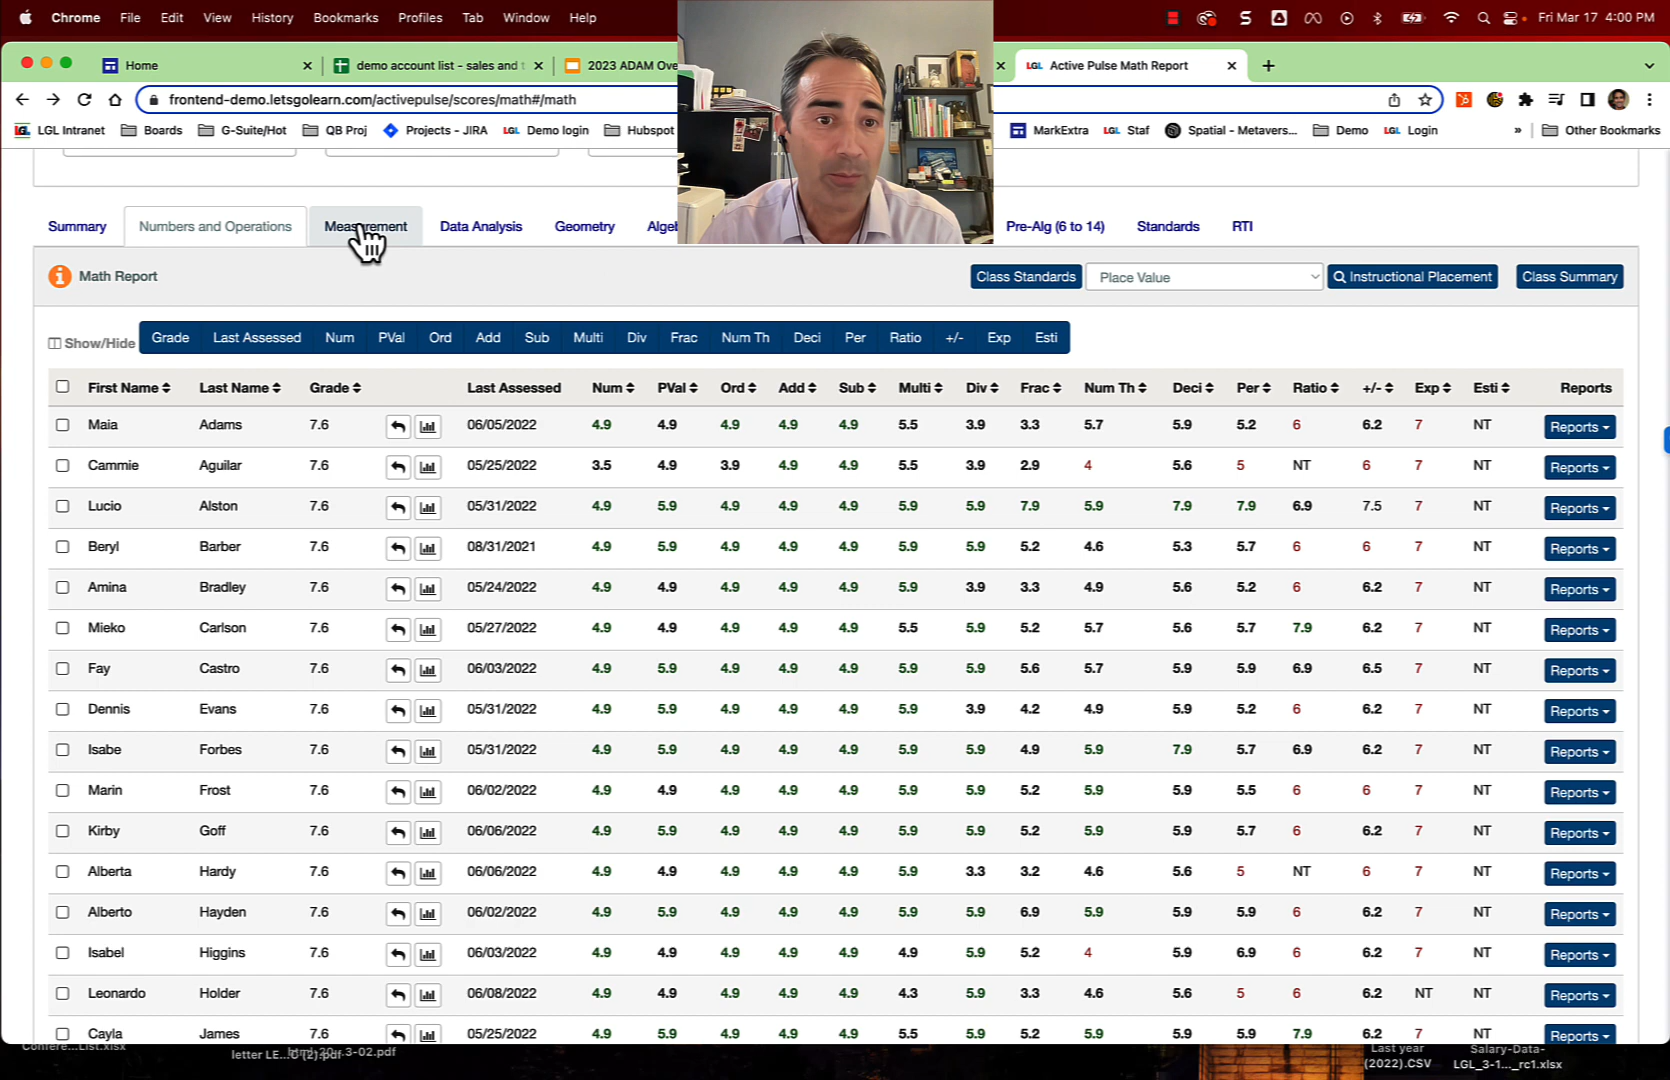 Chrome File Edit View History Bookmarks Profiles Tab Window Help Fri Mar 17 4:00 PM
Home demo account list - sales and 2023 ADAM Ove LGL Active Pulse Math Report
frontend-demo.letsgolearn.com/activepulse/scores/math#/math
LGL LGL Intranet Boards G-Suite/Hot QB Proj Projects - JIRA LGL Demo login Hubspot MarkExtra LGL Staf Spatial - Metavers... Demo LGL Login » Other Bookmarks
Summary Numbers and Operations Measurement Data Analysis Geometry Pre-Alg (6 to 14) Standards RTI
Math Report Class Standards Place Value Instructional Placement Class Summary
Show/Hide Grade Last Assessed Num PVal Ord Add Sub Multi Div Frac Num Th Deci Per Ratio +/- Exp Esti
First Name Last Name Grade Last Assessed Num PVal Ord Add Sub Multi Div Frac Num Th Deci Per Ratio +/- Exp Esti Reports
Maia Adams 7.6 06/05/2022 4.9 4.9 4.9 4.9 4.9 5.5 3.9 3.3 5.7 5.9 5.2 6 6.2 7 NT Reports
Cammie Aguilar 7.6 05/25/2022 3.5 4.9 3.9 4.9 4.9 5.5 3.9 2.9 4 5.6 5 NT 6 7 NT Reports
Lucio Alston 7.6 05/31/2022 4.9 5.9 4.9 4.9 4.9 5.9 5.9 7.9 5.9 7.9 7.9 6.9 7.5 7 NT Reports
Beryl Barber 7.6 08/31/2021 4.9 5.9 4.9 4.9 4.9 5.9 5.9 5.2 4.6 5.3 5.7 6 6 7 NT Reports
Amina Bradley 7.6 05/24/2022 4.9 4.9 4.9 4.9 4.9 5.9 3.9 3.3 4.9 5.6 5.2 6 6.2 7 NT Reports
Mieko Carlson 7.6 05/27/2022 4.9 4.9 4.9 4.9 4.9 5.5 5.9 5.2 5.7 5.6 5.7 7.9 6.2 7 NT Reports
Fay Castro 7.6 06/03/2022 4.9 5.9 4.9 4.9 4.9 5.9 5.9 5.6 5.7 5.9 5.9 6.9 6.5 7 NT Reports
Dennis Evans 7.6 05/31/2022 4.9 5.9 4.9 4.9 4.9 5.9 3.9 4.2 4.9 5.9 5.2 6 6.2 7 NT Reports
Isabe Forbes 7.6 05/31/2022 4.9 5.9 4.9 4.9 4.9 5.9 5.9 4.9 5.9 7.9 5.7 6.9 6.2 7 NT Reports
Marin Frost 7.6 06/02/2022 4.9 4.9 4.9 4.9 4.9 5.9 5.9 5.2 5.9 5.9 5.5 6 6 7 NT Reports
Kirby Goff 7.6 06/06/2022 4.9 5.9 4.9 4.9 4.9 5.9 5.9 5.2 5.9 5.9 5.7 6 6.2 7 NT Reports
Alberta Hardy 7.6 06/06/2022 4.9 4.9 4.9 4.9 4.9 5.9 3.3 3.2 4.6 5.6 5 NT 6 7 NT Reports
Alberto Hayden 7.6 06/02/2022 4.9 5.9 4.9 4.9 4.9 5.9 5.9 6.9 5.9 5.9 5.9 6 6.2 7 NT Reports
Isabel Higgins 7.6 06/03/2022 4.9 4.9 4.9 4.9 4.9 4.9 5.9 5.2 4 5.9 6.9 6 6.2 7 NT Reports
Leonardo Holder 7.6 06/08/2022 4.9 4.9 4.9 4.9 4.9 4.3 5.9 3.3 4.6 5.6 5 6 6.2 NT NT Reports
Cayla James 7.6 05/25/2022 4.9 5.9 4.9 4.9 4.9 5.5 5.9 5.2 5.9 5.9 5.9 7.9 6.2 7 NT Reports
Last year
(2022).CSV
Salary-Data-
LGL_3-1..._rc1.xlsx